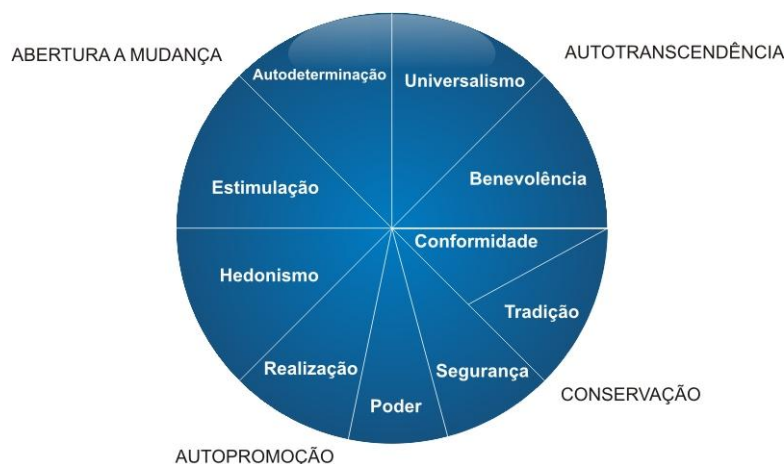 ABERTURA A MUDANÇA
AUTOTRANSCENDÊNCIA
Autodeterminação
Universalismo
Estimulação
Benevolência
Conformidade
Hedonismo
Tradição
Realização
Segurança
Poder
CONSERVAÇÃO
AUTOPROMOÇÃO